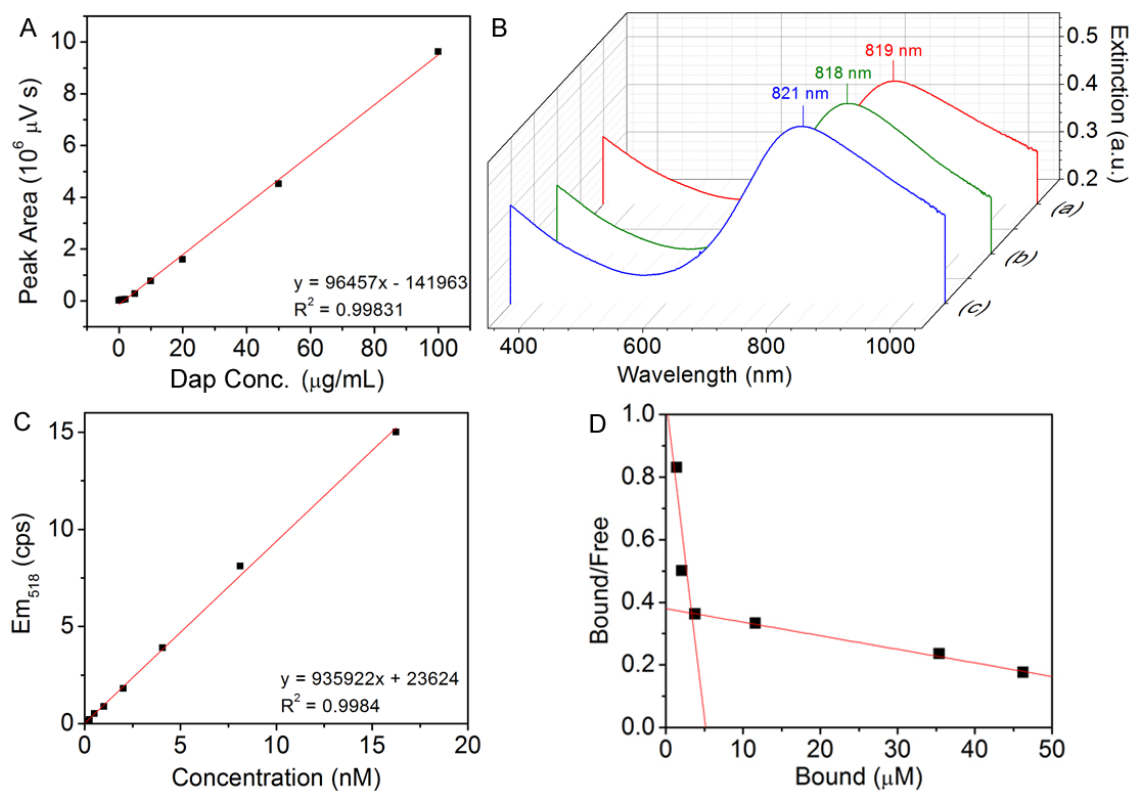 A
Peak Area (10⁶ μV s)
10
8
6
4
2
0
y = 96457x - 141963
R² = 0.99831
0 20 40 60 80 100
Dap Conc. (μg/mL)
B
819 nm
818 nm
821 nm
Extinction (a.u.)
0.5
0.4
0.3
0.2
(a)
(b)
(c)
400 600 800 1000
Wavelength (nm)
C
Em₅₁₈ (cps)
15
10
5
0
y = 935922x + 23624
R² = 0.9984
0 5 10 15 20
Concentration (nM)
D
Bound/Free
1.0
0.8
0.6
0.4
0.2
0.0
0 10 20 30 40 50
Bound (μM)